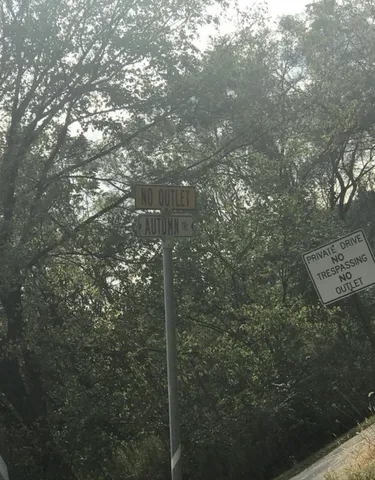 NO OUTLET
AUTUMN
PRIVATE DRIVE
NO
TRESPASSING
NO
OUTLET